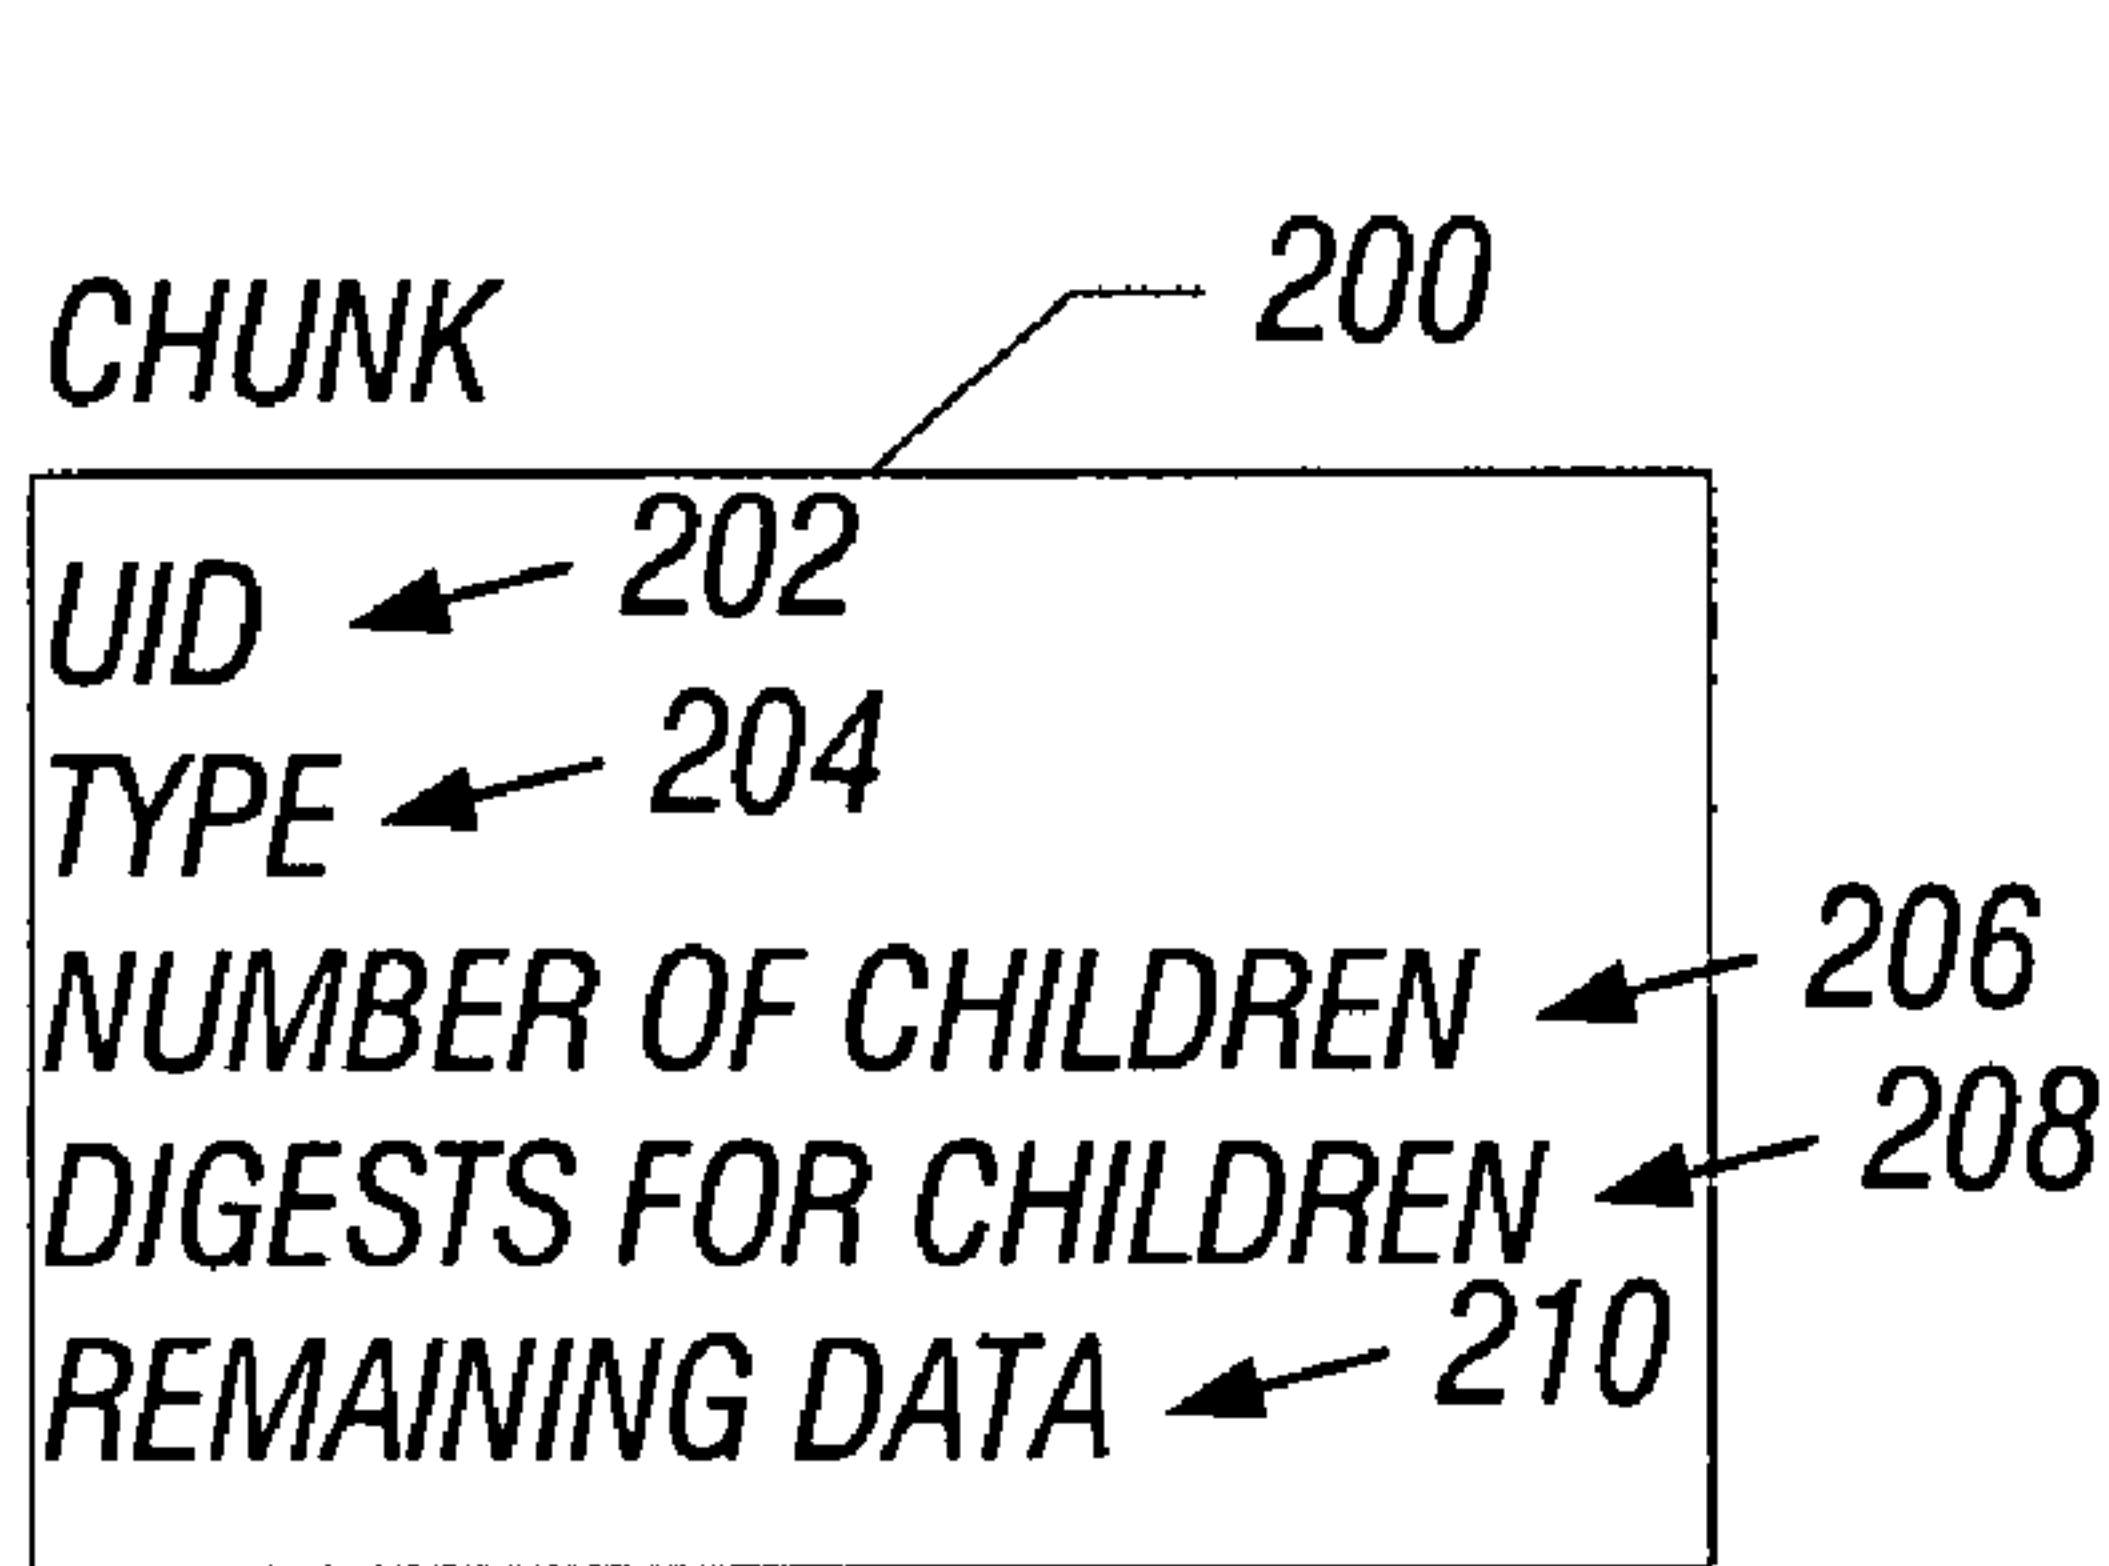 200
CHUNK
UID 202
TYPE 204
NUMBER OF CHILDREN 206
DIGESTS FOR CHILDREN 208
REMAINING DATA 210